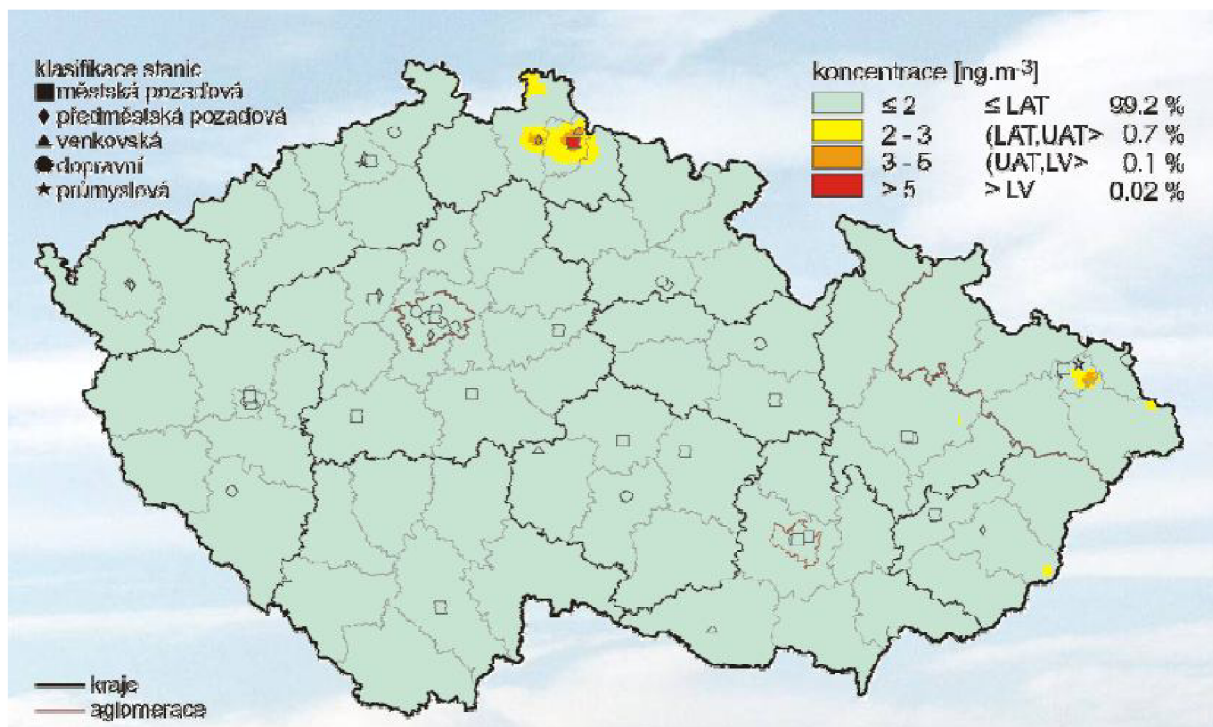 klasifikace stanic
městská pozaďová
předměstská pozaďová
venkovská
dopravní
průmyslová
koncentrace [ng.m-3]
≤ 2 ≤ LAT 99.2 %
2 - 3 (LAT,UAT> 0.7 %
3 - 5 (UAT,LV> 0.1 %
> 5 > LV 0.02 %
kraje
aglomerace